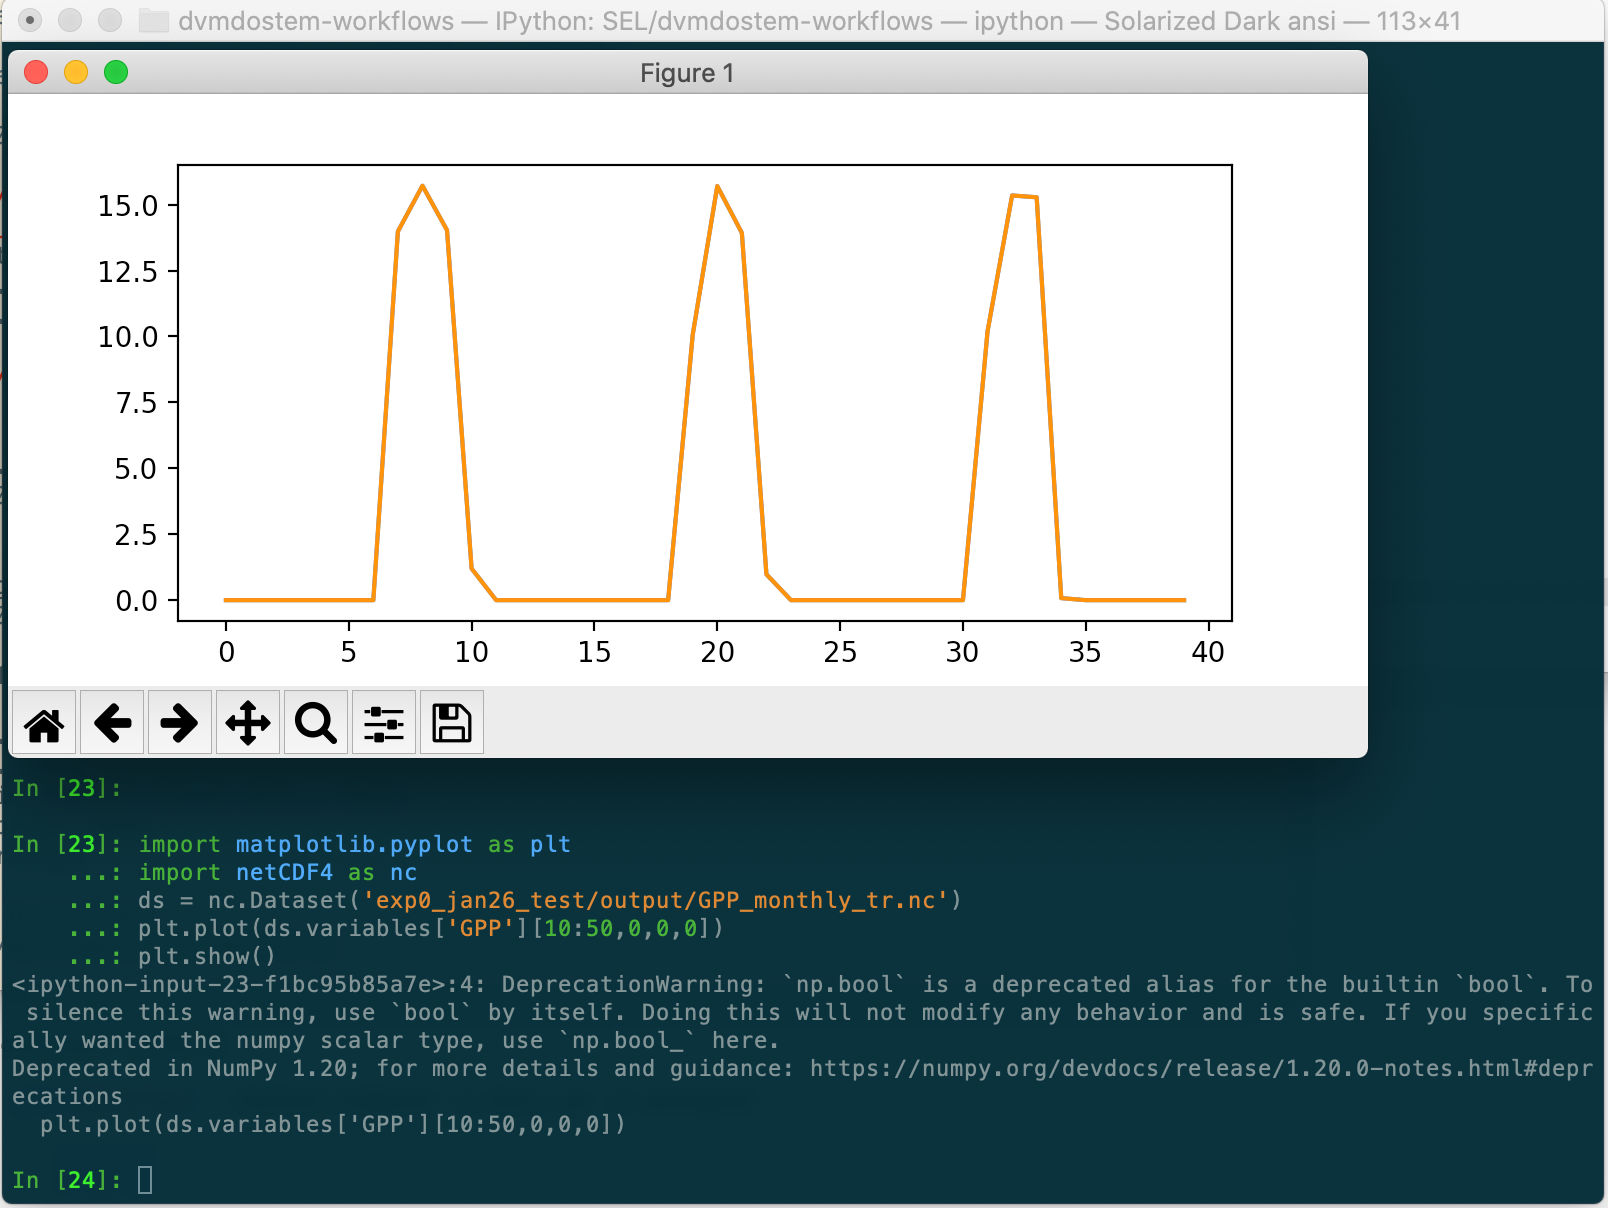 dvmdostem-workflows — IPython: SEL/dvmdostem-workflows — ipython — Solarized Dark ansi — 113×41
Figure 1
15.0
12.5
10.0
7.5
5.0
2.5
0.0
0 5 10 15 20 25 30 35 40
In [23]:
In [23]: import matplotlib.pyplot as plt
...: import netCDF4 as nc
...: ds = nc.Dataset('exp0_jan26_test/output/GPP_monthly_tr.nc')
...: plt.plot(ds.variables['GPP'][10:50,0,0,0])
...: plt.show()
<ipython-input-23-f1bc95b85a7e>:4: DeprecationWarning: `np.bool` is a deprecated alias for the builtin `bool`. To
silence this warning, use `bool` by itself. Doing this will not modify any behavior and is safe. If you specific
ally wanted the numpy scalar type, use `np.bool_` here.
Deprecated in NumPy 1.20; for more details and guidance: https://numpy.org/devdocs/release/1.20.0-notes.html#depr
ecations
plt.plot(ds.variables['GPP'][10:50,0,0,0])
In [24]: